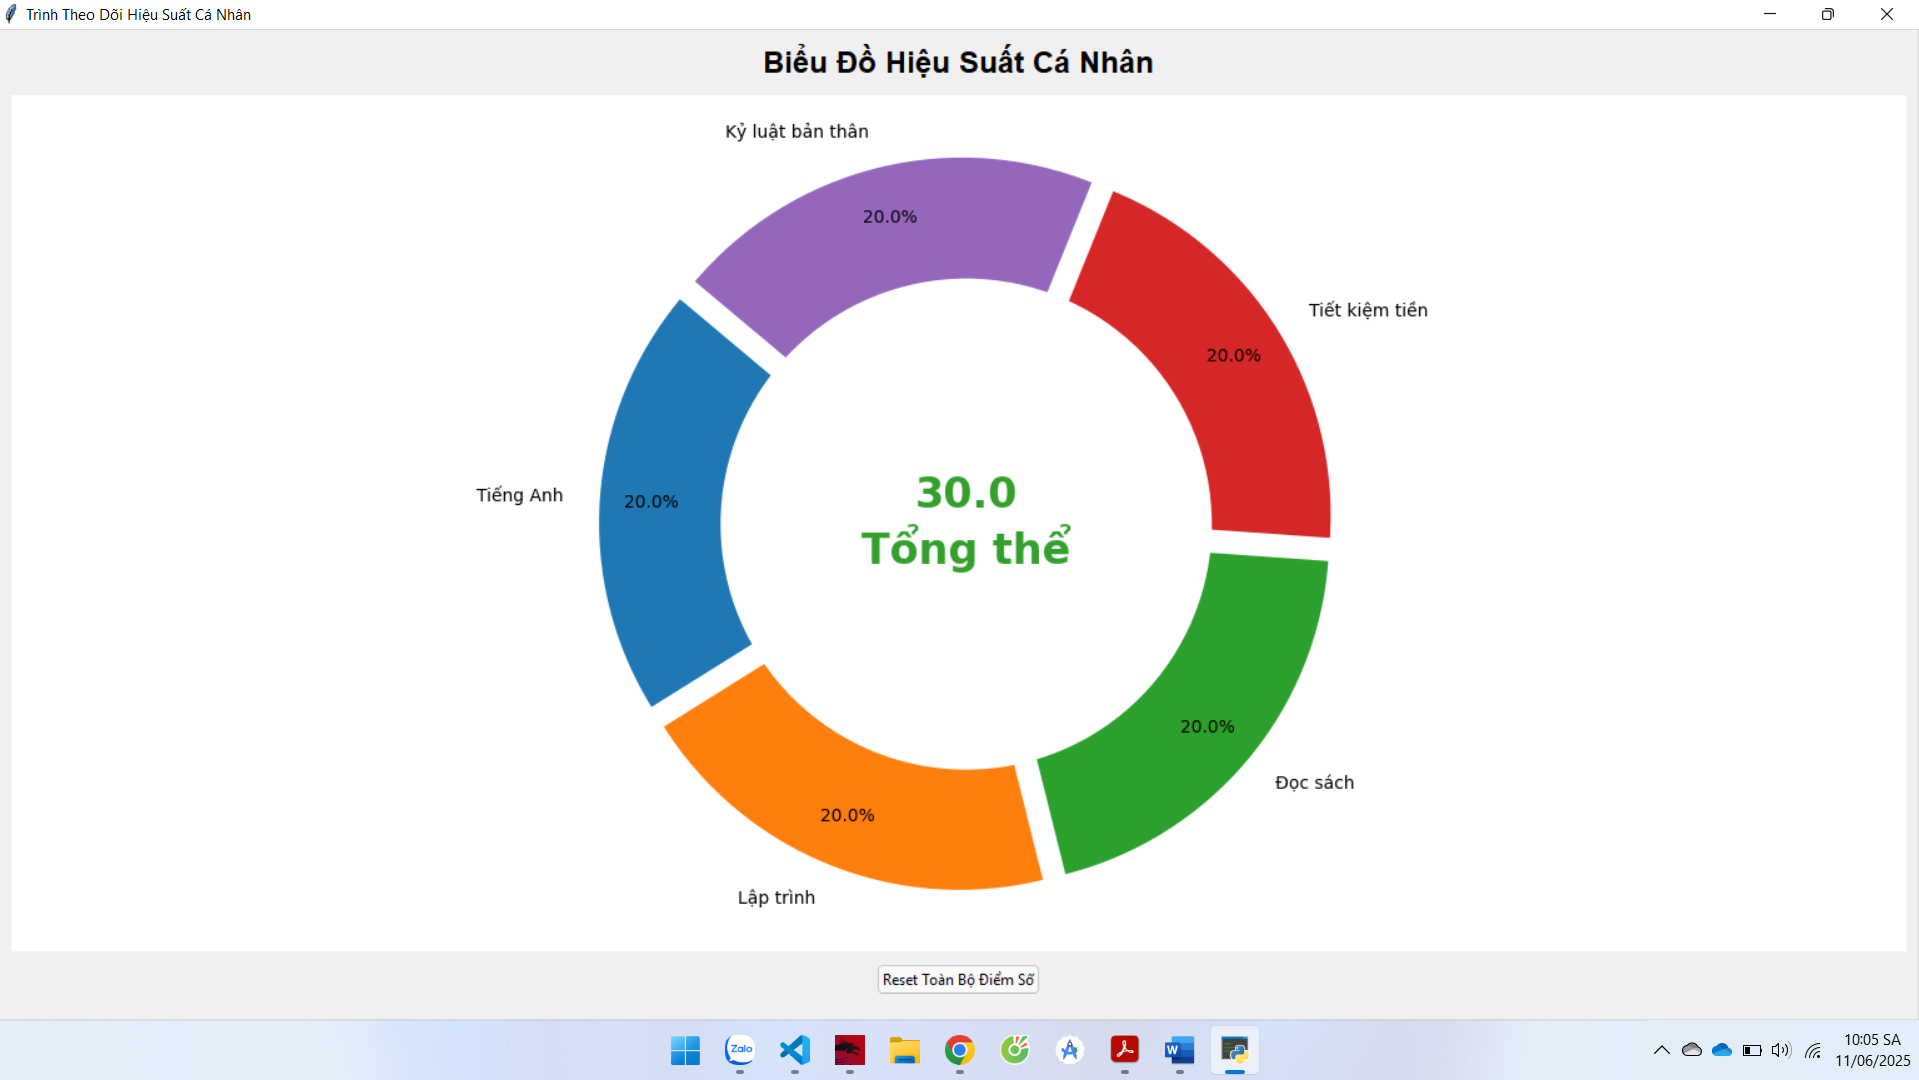 Trình Theo Dõi Hiệu Suất Cá Nhân
Biểu Đồ Hiệu Suất Cá Nhân
Kỷ luật bản thân
20.0%
Tiết kiệm tiền
20.0%
Tiếng Anh
20.0%
30.0
Tổng thể
20.0%
Đọc sách
20.0%
Lập trình
Reset Toàn Bộ Điểm Số
Zalo
W
10:05 SA
11/06/2025